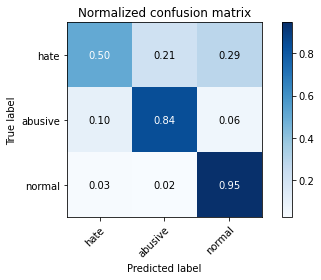 Normalized confusion matrix
hate 0.50 0.21 0.29
abusive 0.10 0.84 0.06
normal 0.03 0.02 0.95
hate abusive normal
True label
Predicted label
0.8
0.6
0.4
0.2